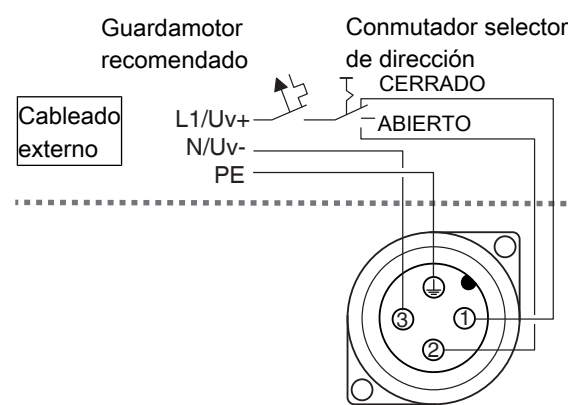 Guardamotor
recomendado
Conmutador selector
de dirección
CERRADO
Cableado
externo
L1/Uv+
ABIERTO
N/Uv-
PE
3
1
2